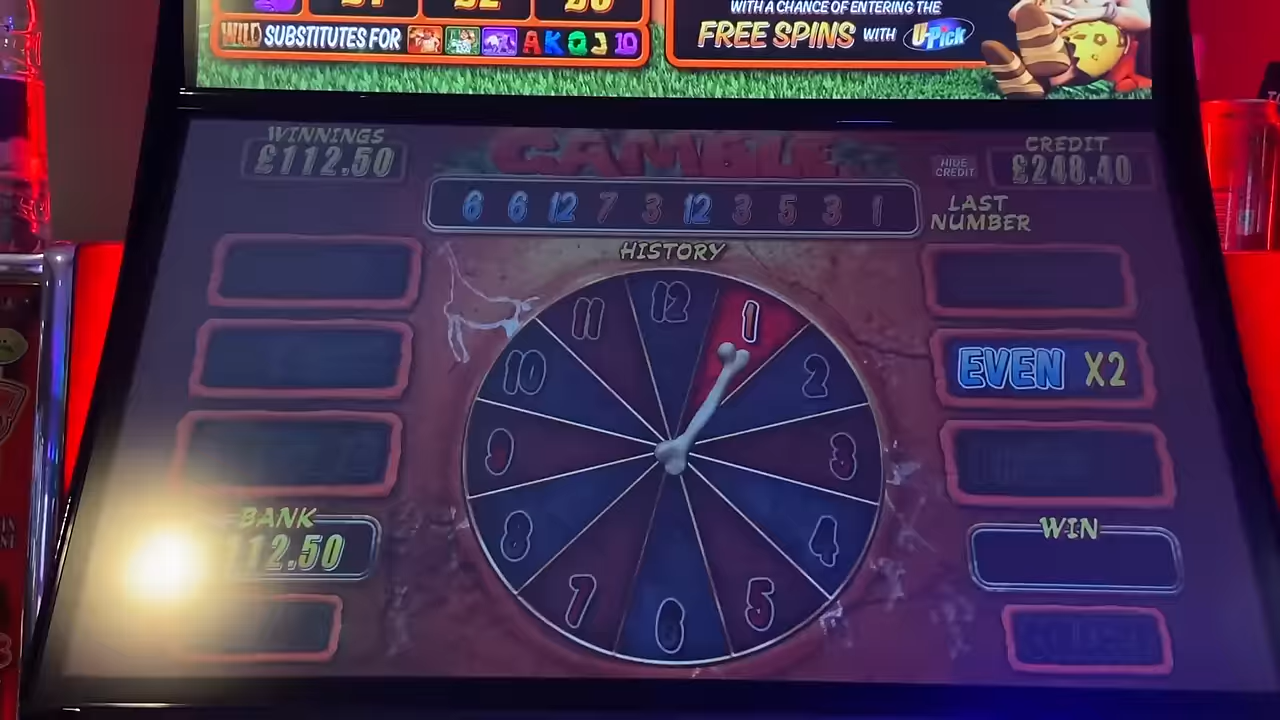 WITH A CHANCE OF ENTERING THE
FREE SPINS WITH U-Pick
WILD SUBSTITUTES FOR A K Q J 10
WINNINGS
£112.50
GAMBLE
HIDE CREDIT
CREDIT
£248.40
6 6 12 7 3 12 3 5 3 1
LAST NUMBER
HISTORY
12
1
2
3
4
5
6
7
8
9
10
11
EVEN X2
BANK
12.50
WIN